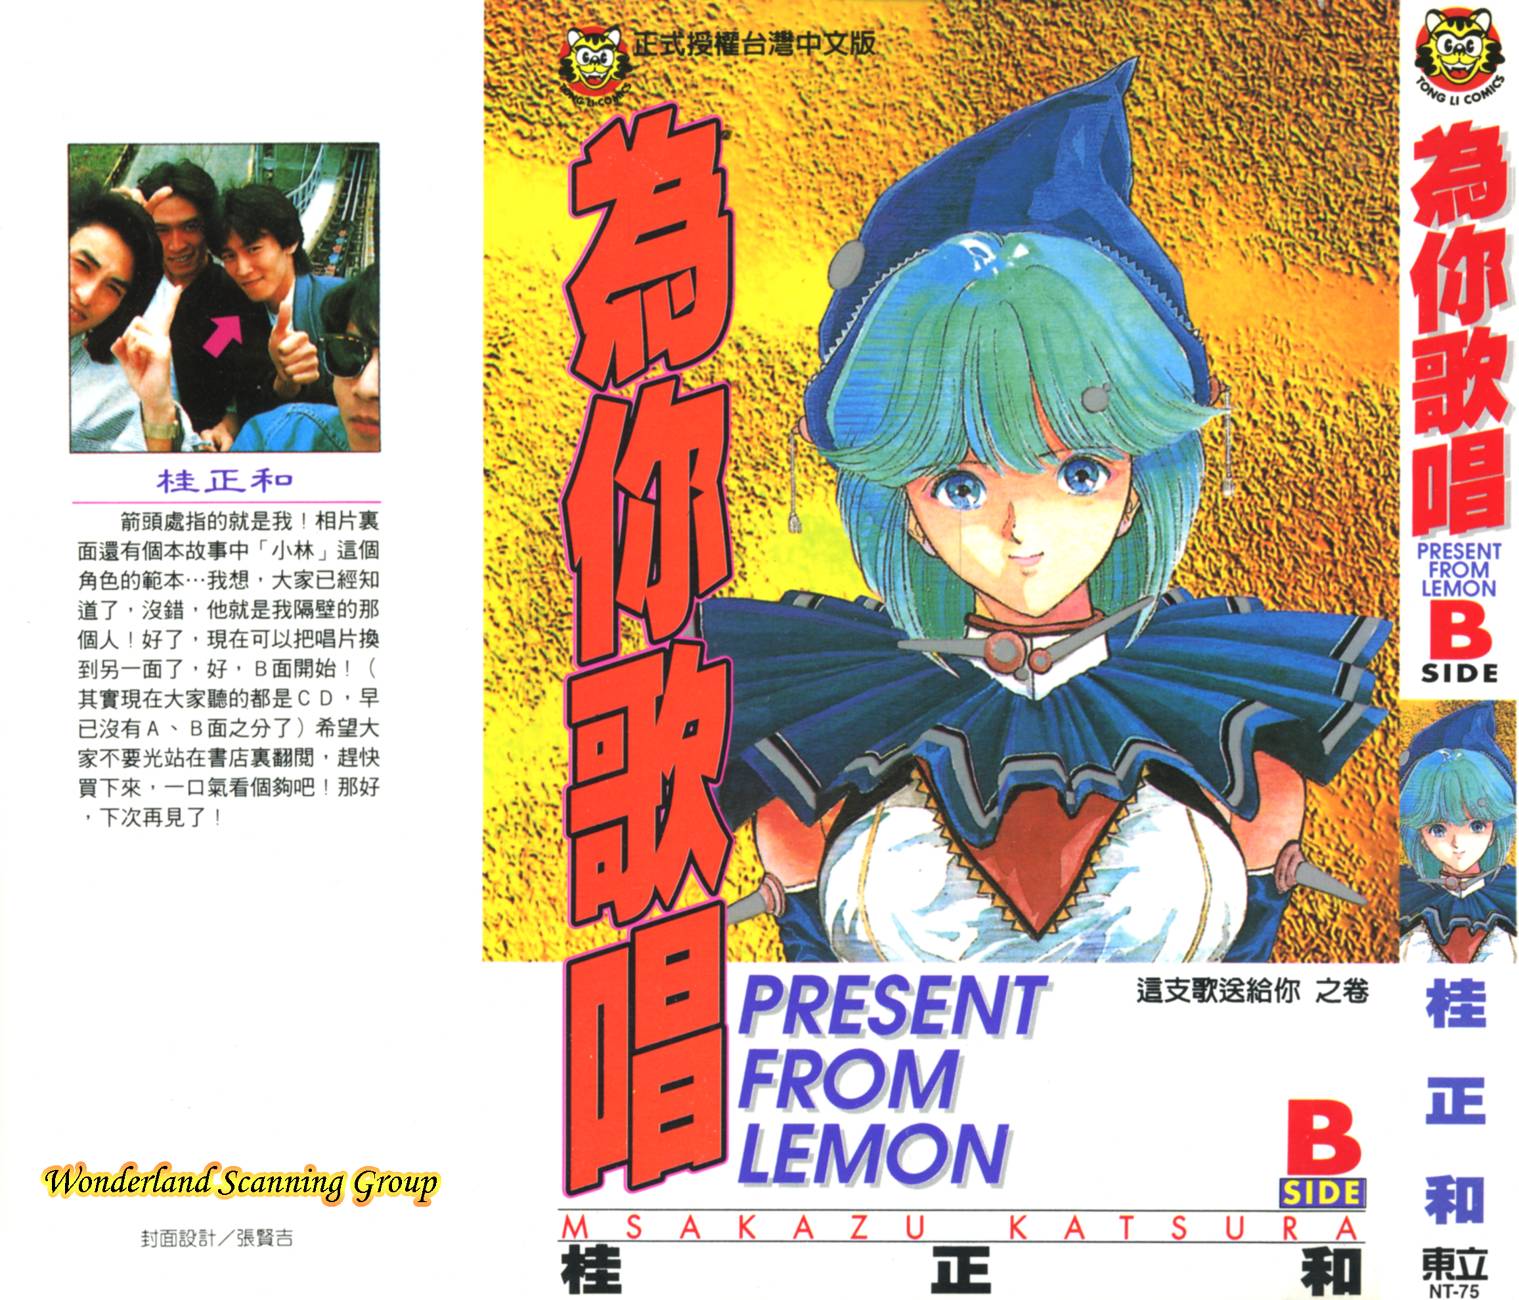 桂正和
箭頭處指的就是我！相片裏
面還有個本故事中「小林」這個
角色的範本…我想，大家已經知
道了，沒錯，他就是我隔壁的那
個人！好了，現在可以把唱片換
到另一面了，好，B面開始！（
其實現在大家聽的都是CD，早
已沒有A、B面之分了）希望大
家不要光站在書店裏翻閱，趕快
買下來，一口氣看個夠吧！那好
，下次再見了！
Wonderland Scanning Group
封面設計／張賢吉
TONG LI COMICS
正式授權台灣中文版
為你歌唱
PRESENT
FROM
LEMON
這支歌送給你 之卷
B
SIDE
MSAKAZU KATSURA
桂正和
TONG LI COMICS
為你歌唱
PRESENT
FROM
LEMON
B
SIDE
桂正和
東立
NT-75